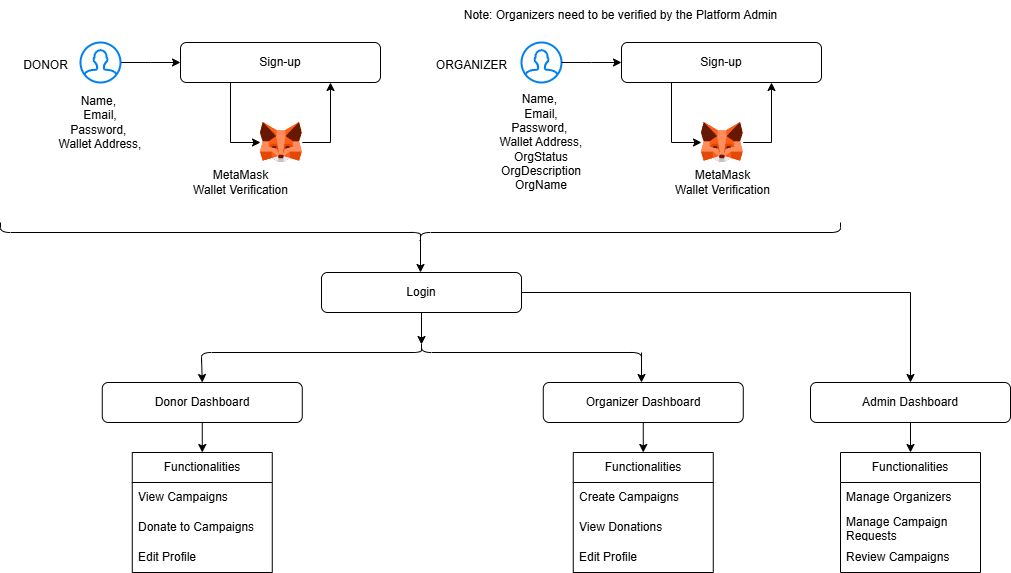 Note: Organizers need to be verified by the Platform Admin
DONOR
Sign-up
Name,
Email,
Password,
Wallet Address,
MetaMask
Wallet Verification
ORGANIZER
Sign-up
Name,
Email,
Password,
Wallet Address,
OrgStatus
OrgDescription
OrgName
MetaMask
Wallet Verification
Login
Donor Dashboard
Functionalities
View Campaigns
Donate to Campaigns
Edit Profile
Organizer Dashboard
Functionalities
Create Campaigns
View Donations
Edit Profile
Admin Dashboard
Functionalities
Manage Organizers
Manage Campaign
Requests
Review Campaigns